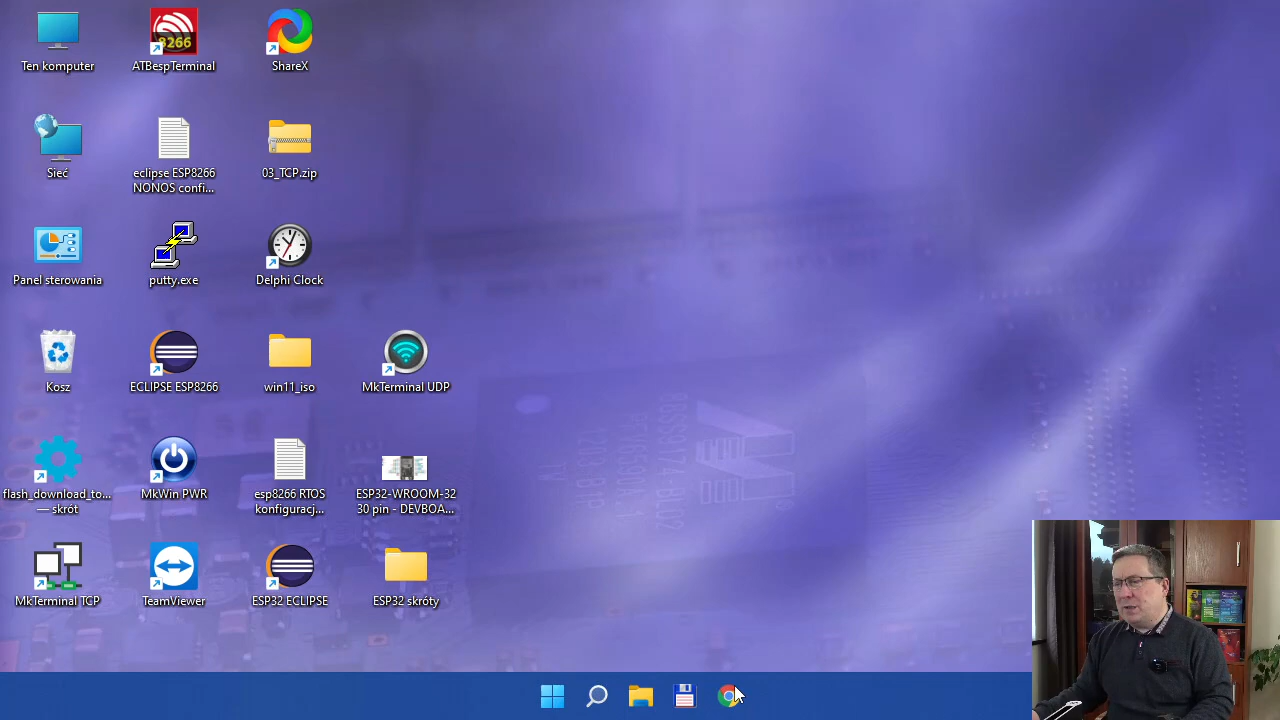 Ten komputer
ATBespTerminal
8266
ShareX
Sieć
eclipse ESP8266
NONOS confi...
03_TCP.zip
Panel sterowania
putty.exe
Delphi Clock
Kosz
ECLIPSE ESP8266
win11_iso
MkTerminal UDP
flash_download_to...
— skrót
MkWin PWR
esp8266 RTOS
konfiguracj...
ESP32-WROOM-32
30 pin - DEVBOA...
MkTerminal TCP
TeamViewer
ESP32 ECLIPSE
ESP32 skróty